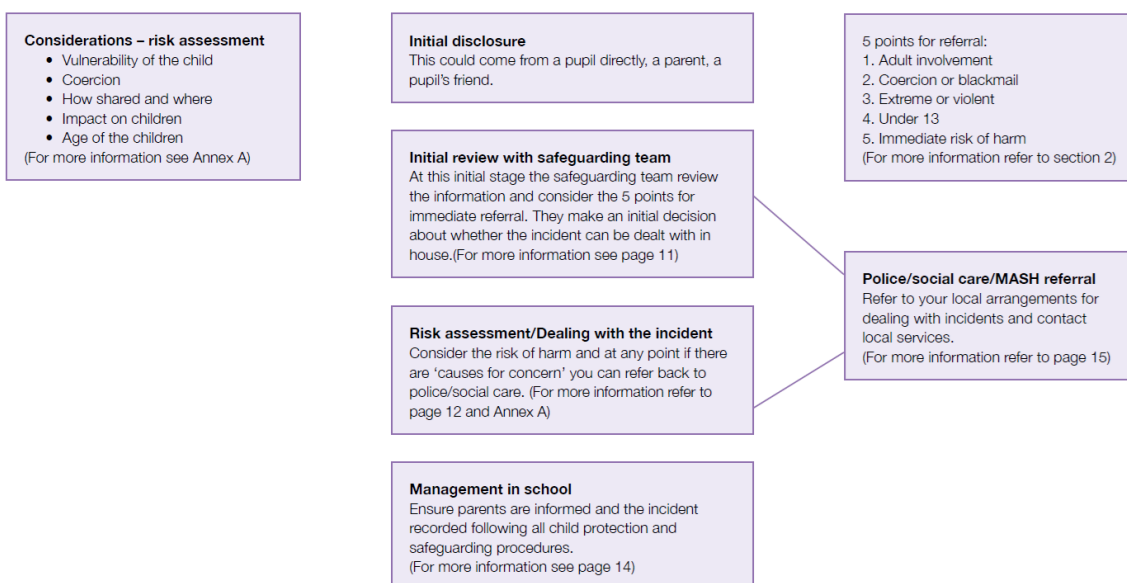 Considerations – risk assessment
• Vulnerability of the child
• Coercion
• How shared and where
• Impact on children
• Age of the children
(For more information see Annex A)
Initial disclosure
This could come from a pupil directly, a parent, a
pupil's friend.
5 points for referral:
1. Adult involvement
2. Coercion or blackmail
3. Extreme or violent
4. Under 13
5. Immediate risk of harm
(For more information refer to section 2)
Initial review with safeguarding team
At this initial stage the safeguarding team review
the information and consider the 5 points for
immediate referral. They make an initial decision
about whether the incident can be dealt with in
house.(For more information see page 11)
Police/social care/MASH referral
Refer to your local arrangements for
dealing with incidents and contact
local services.
(For more information refer to page 15)
Risk assessment/Dealing with the incident
Consider the risk of harm and at any point if there
are ‘causes for concern’ you can refer back to
police/social care. (For more information refer to
page 12 and Annex A)
Management in school
Ensure parents are informed and the incident
recorded following all child protection and
safeguarding procedures.
(For more information see page 14)